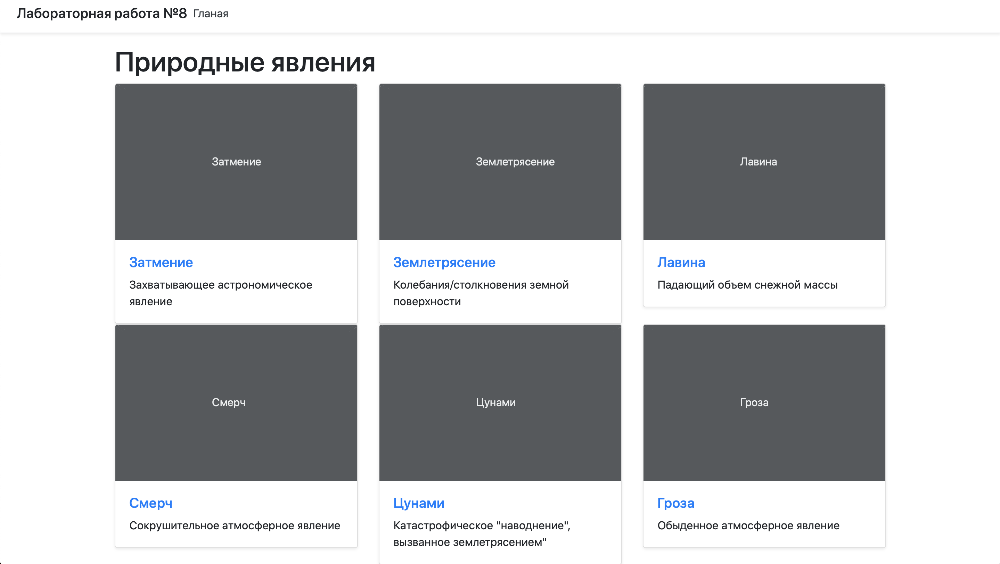 Лабораторная работа №8 Гланая
Природные явления
Затмение
Землетрясение
Лавина
Затмение
Захватывающее астрономическое
явление
Землетрясение
Колебания/столкновения земной
поверхности
Лавина
Падающий объем снежной массы
Смерч
Цунами
Гроза
Смерч
Сокрушительное атмосферное явление
Цунами
Катастрофическое "наводнение",
вызванное землетрясением"
Гроза
Обыденное атмосферное явление